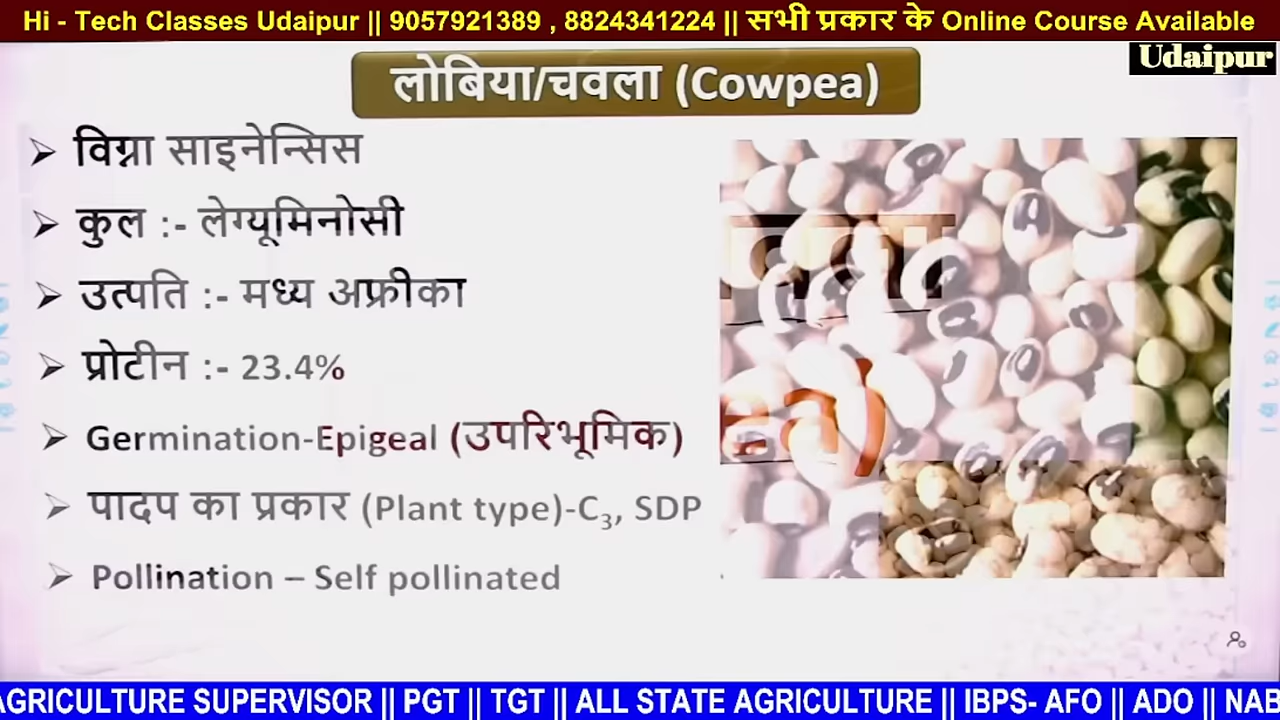 Hi - Tech Classes Udaipur || 9057921389 , 8824341224 || सभी प्रकार के Online Course Available
Udaipur
लोबिया/चवला (Cowpea)
➤ विग्ना साइनेन्सिस
➤ कुल :- लेग्यूमिनोसी
➤ उत्पति :- मध्य अफ्रीका
➤ प्रोटीन :- 23.4%
➤ Germination-Epigeal (उपरिभूमिक)
➤ पादप का प्रकार (Plant type)-C₃, SDP
➤ Pollination – Self pollinated
AGRICULTURE SUPERVISOR || PGT || TGT || ALL STATE AGRICULTURE || IBPS- AFO || ADO || NAB